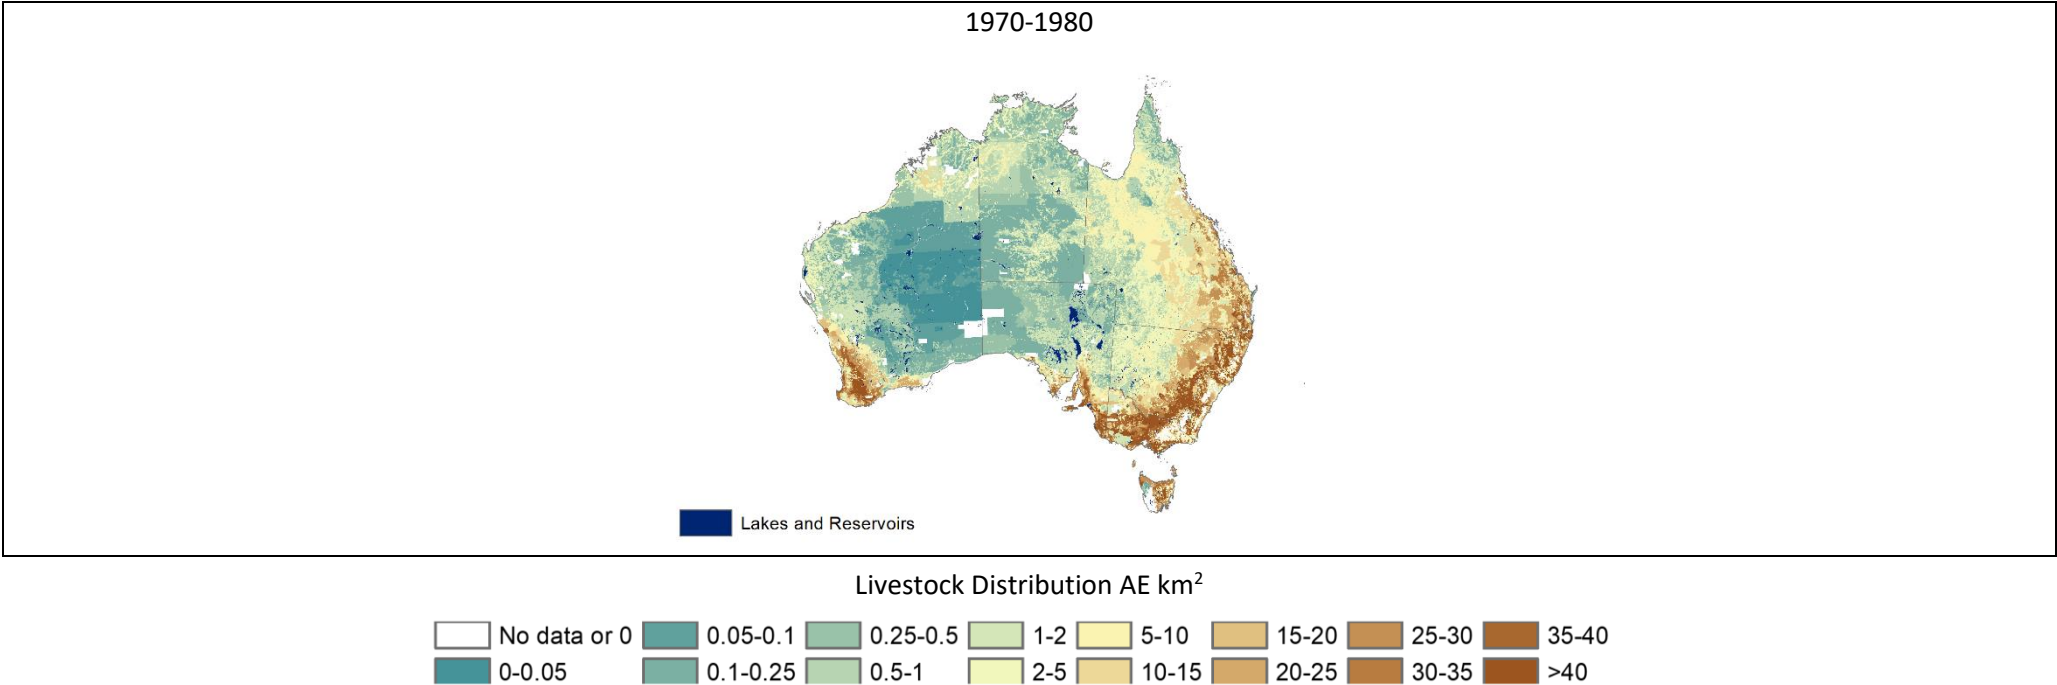 1970-1980
Lakes and Reservoirs
Livestock Distribution AE km²
No data or 0 0.05-0.1 0.25-0.5 1-2 5-10 15-20 25-30 35-40
0-0.05 0.1-0.25 0.5-1 2-5 10-15 20-25 30-35 >40